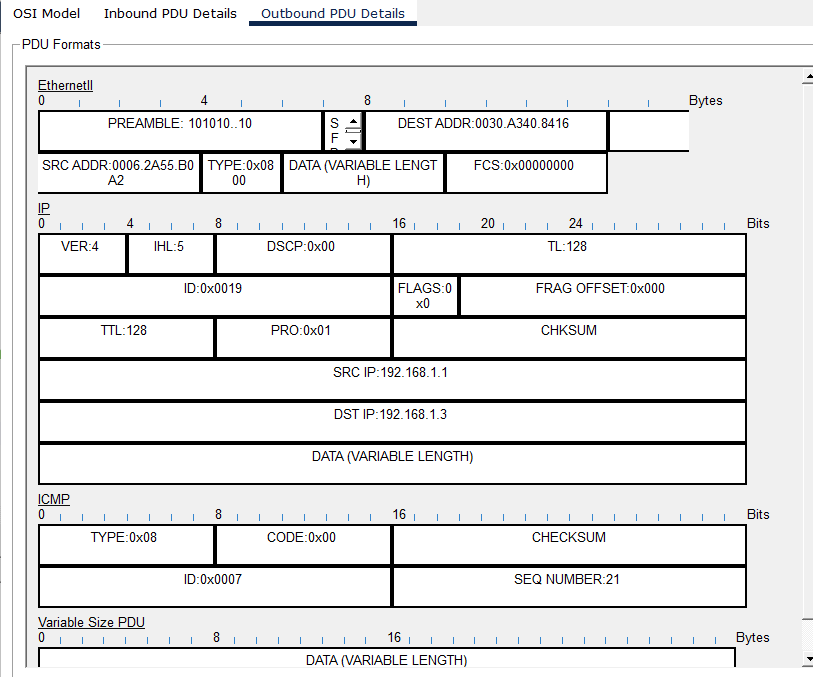 OSI Model Inbound PDU Details Outbound PDU Details
PDU Formats
EthernetII
0 4 8 Bytes
PREAMBLE: 101010..10 S F DEST ADDR:0030.A340.8416
SRC ADDR:0006.2A55.B0 TYPE:0x08 DATA (VARIABLE LENGT FCS:0x00000000
A2 00 H)
IP
0 4 8 16 20 24 Bits
VER:4 IHL:5 DSCP:0x00 TL:128
ID:0x0019 FLAGS:0 FRAG OFFSET:0x000
x0
TTL:128 PRO:0x01 CHKSUM
SRC IP:192.168.1.1
DST IP:192.168.1.3
DATA (VARIABLE LENGTH)
ICMP
0 8 16 Bits
TYPE:0x08 CODE:0x00 CHECKSUM
ID:0x0007 SEQ NUMBER:21
Variable Size PDU
0 8 16 Bytes
DATA (VARIABLE LENGTH)